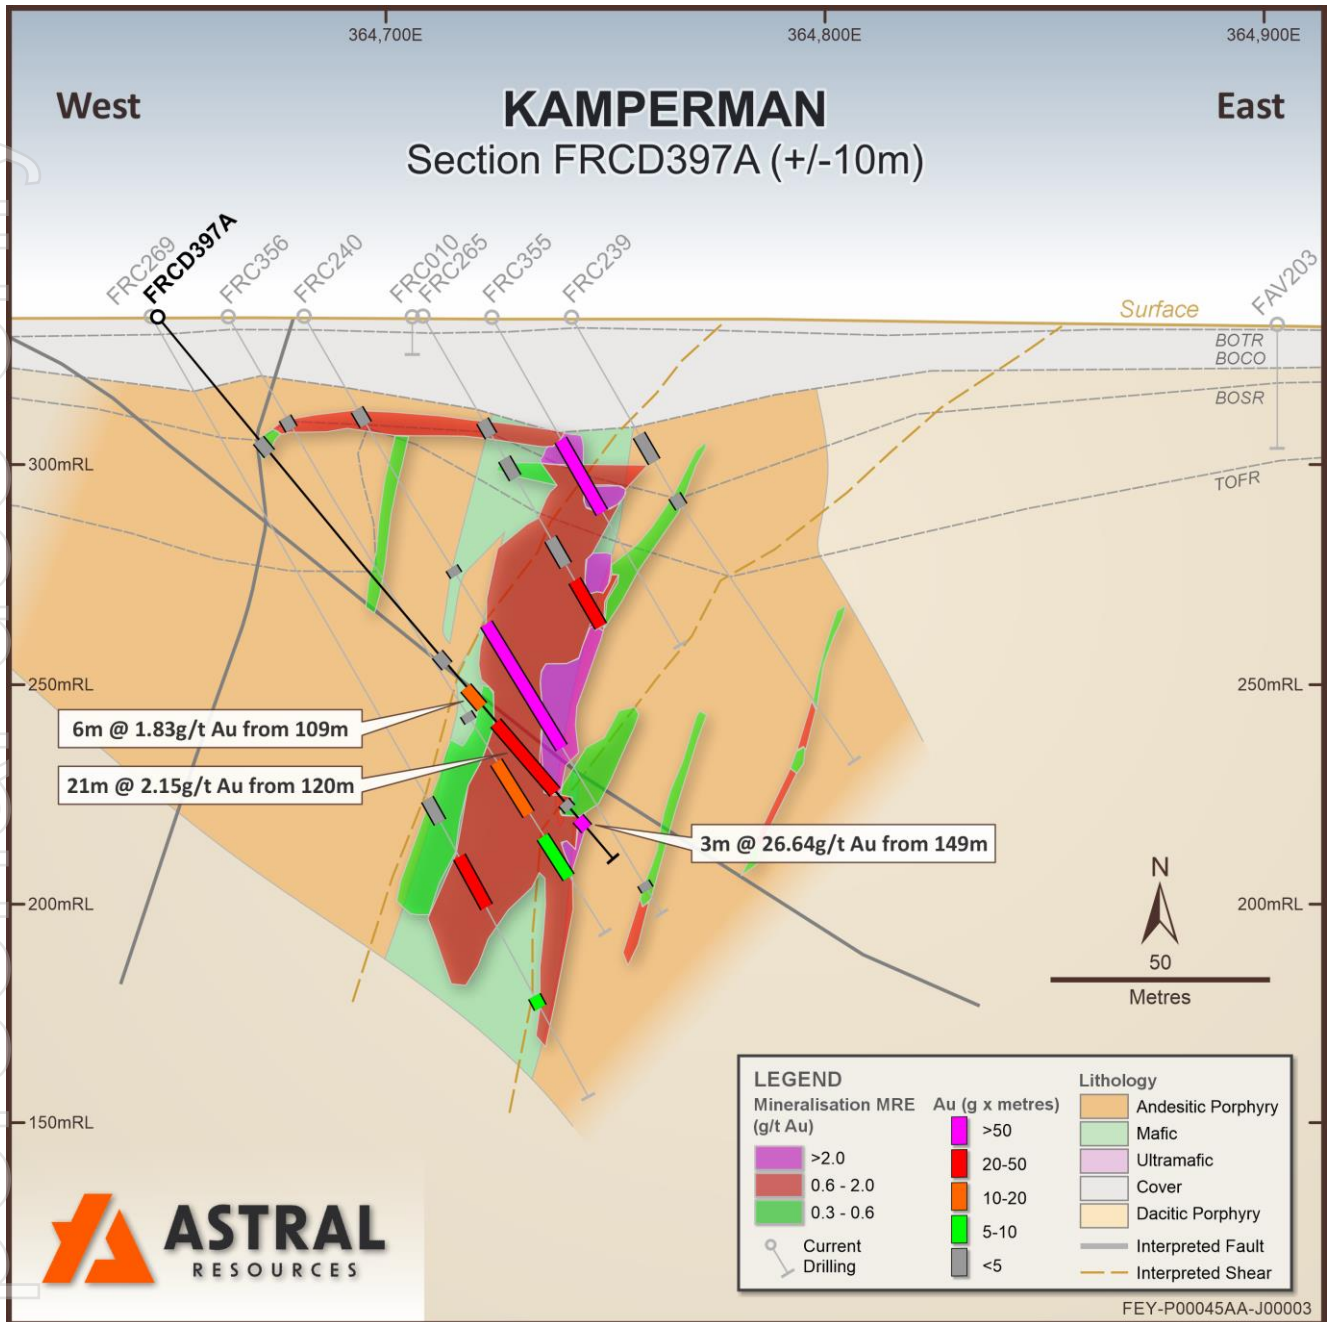 364,700E
364,800E
364,900E
West
KAMPERMAN
East
Section FRCD397A (+/-10m)
FRC269
FRCD397A
FRC356
FRC240
FRC010
FRC265
FRC355
FRC239
FAV203
Surface
BOTR
BOCO
BOSR
TOFR
300mRL
300mRL
250mRL
250mRL
6m @ 1.83g/t Au from 109m
21m @ 2.15g/t Au from 120m
3m @ 26.64g/t Au from 149m
200mRL
200mRL
N
50
Metres
150mRL
150mRL
LEGEND
Mineralisation MRE
(g/t Au)
>2.0
0.6 - 2.0
0.3 - 0.6
Current
Drilling
Au (g x metres)
>50
20-50
10-20
5-10
<5
Lithology
Andesitic Porphyry
Mafic
Ultramafic
Cover
Dacitic Porphyry
Interpreted Fault
Interpreted Shear
ASTRAL
RESOURCES
FEY-P00045AA-J00003